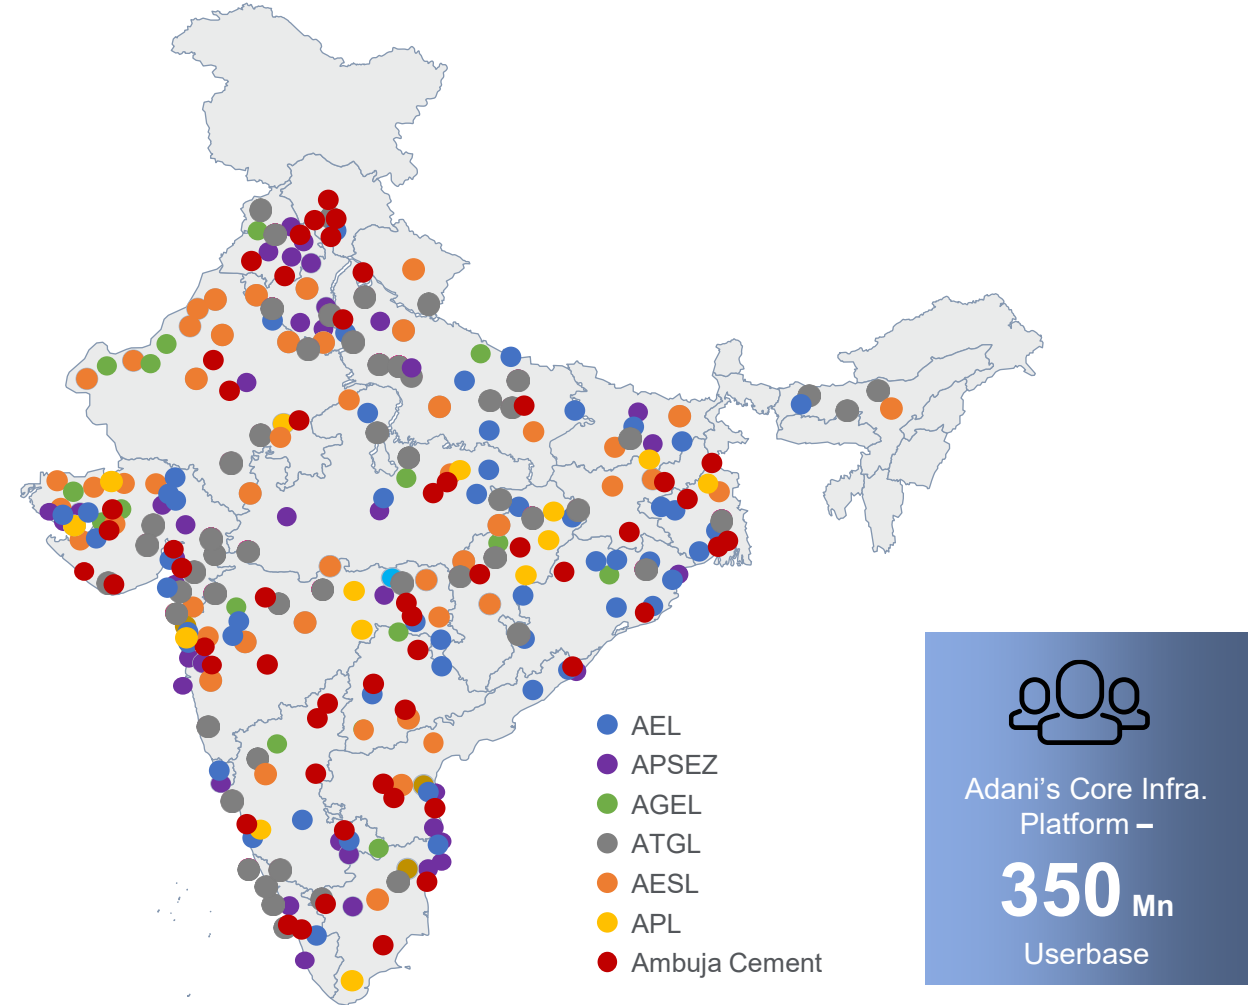 AEL
APSEZ
AGEL
ATGL
AESL
APL
Ambuja Cement
Adani’s Core Infra.
Platform –
350 Mn
Userbase